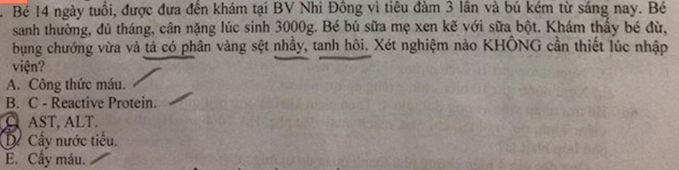 . Bé 14 ngày tuổi, được đưa đến khám tại BV Nhi Đồng vì tiêu đàm 3 lần và bú kém từ sáng nay. Bé
sanh thường, đủ tháng, cân nặng lúc sinh 3000g. Bé bú sữa mẹ xen kẽ với sữa bột. Khám thấy bé đừ,
bụng chướng vừa và tả có phân vàng sệt nhầy, tanh hôi. Xét nghiệm nào KHÔNG cần thiết lúc nhập
viện?
A. Công thức máu.
B. C - Reactive Protein.
C. AST, ALT.
D. Cấy nước tiểu.
E. Cấy máu.